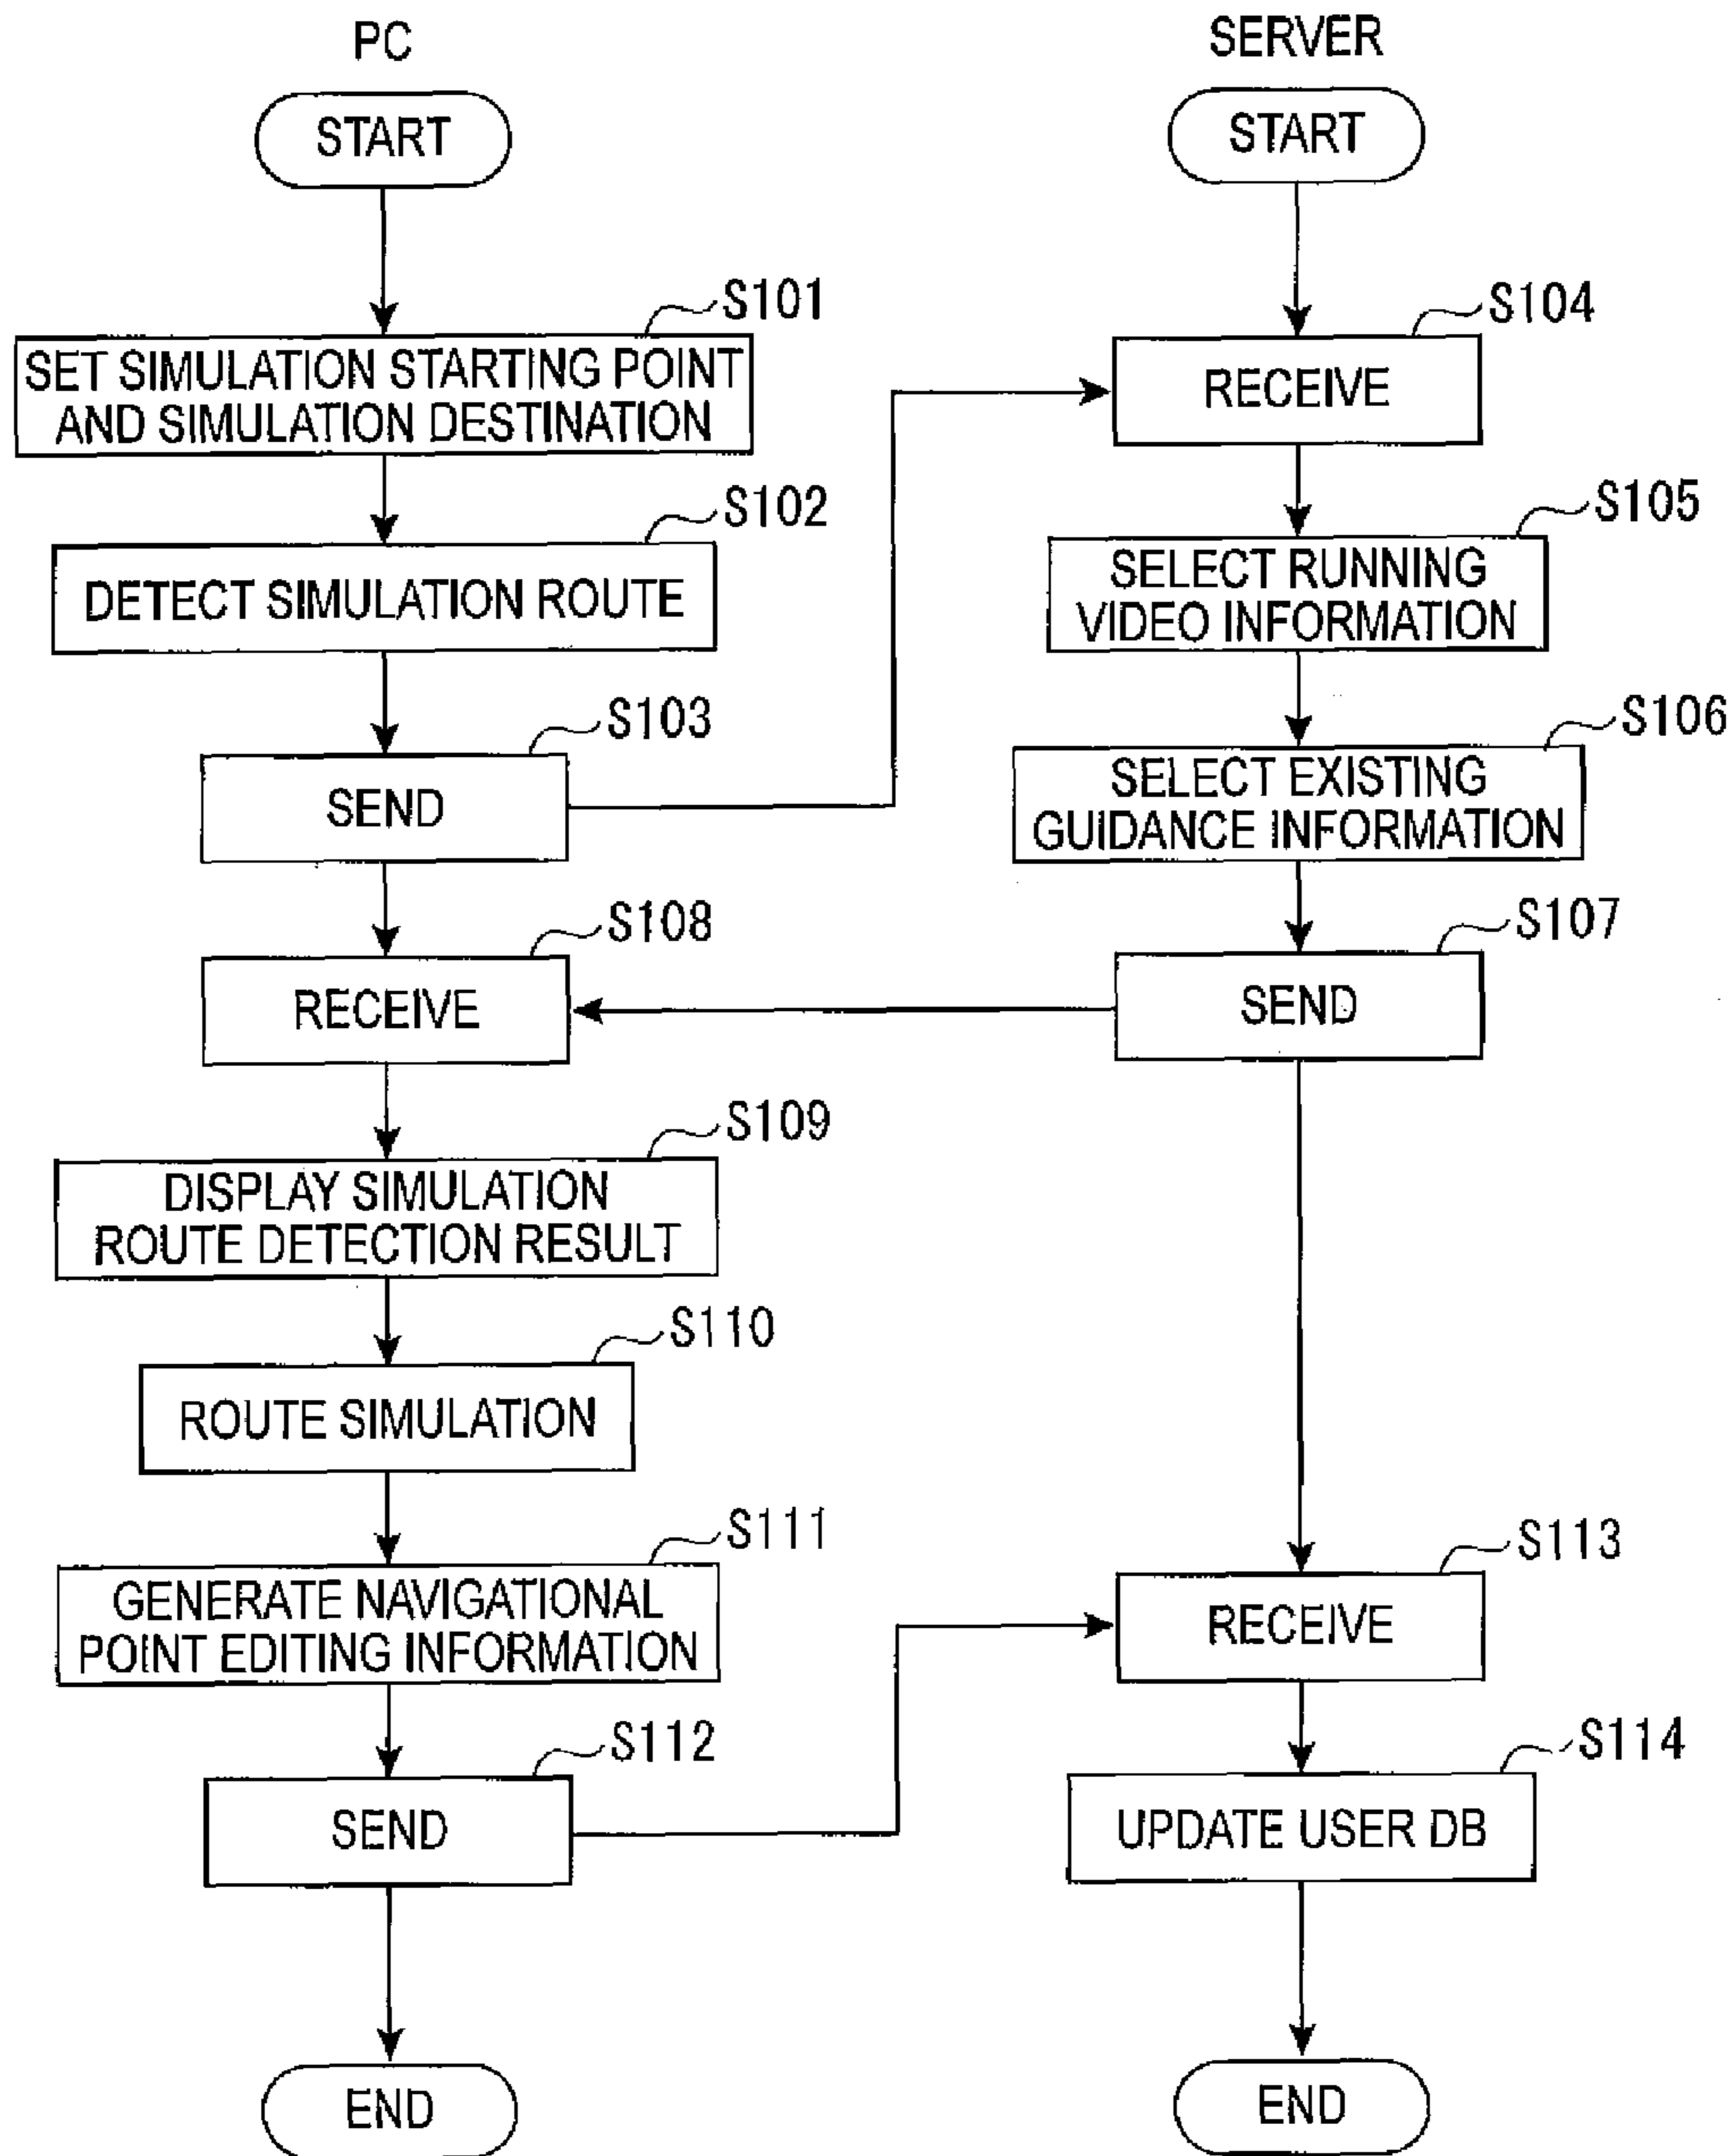 PC
START
S101
SET SIMULATION STARTING POINT
AND SIMULATION DESTINATION
S102
DETECT SIMULATION ROUTE
S103
SEND
S108
RECEIVE
S109
DISPLAY SIMULATION
ROUTE DETECTION RESULT
S110
ROUTE SIMULATION
S111
GENERATE NAVIGATIONAL
POINT EDITING INFORMATION
S112
SEND
END
SERVER
START
S104
RECEIVE
S105
SELECT RUNNING
VIDEO INFORMATION
S106
SELECT EXISTING
GUIDANCE INFORMATION
S107
SEND
S113
RECEIVE
S114
UPDATE USER DB
END